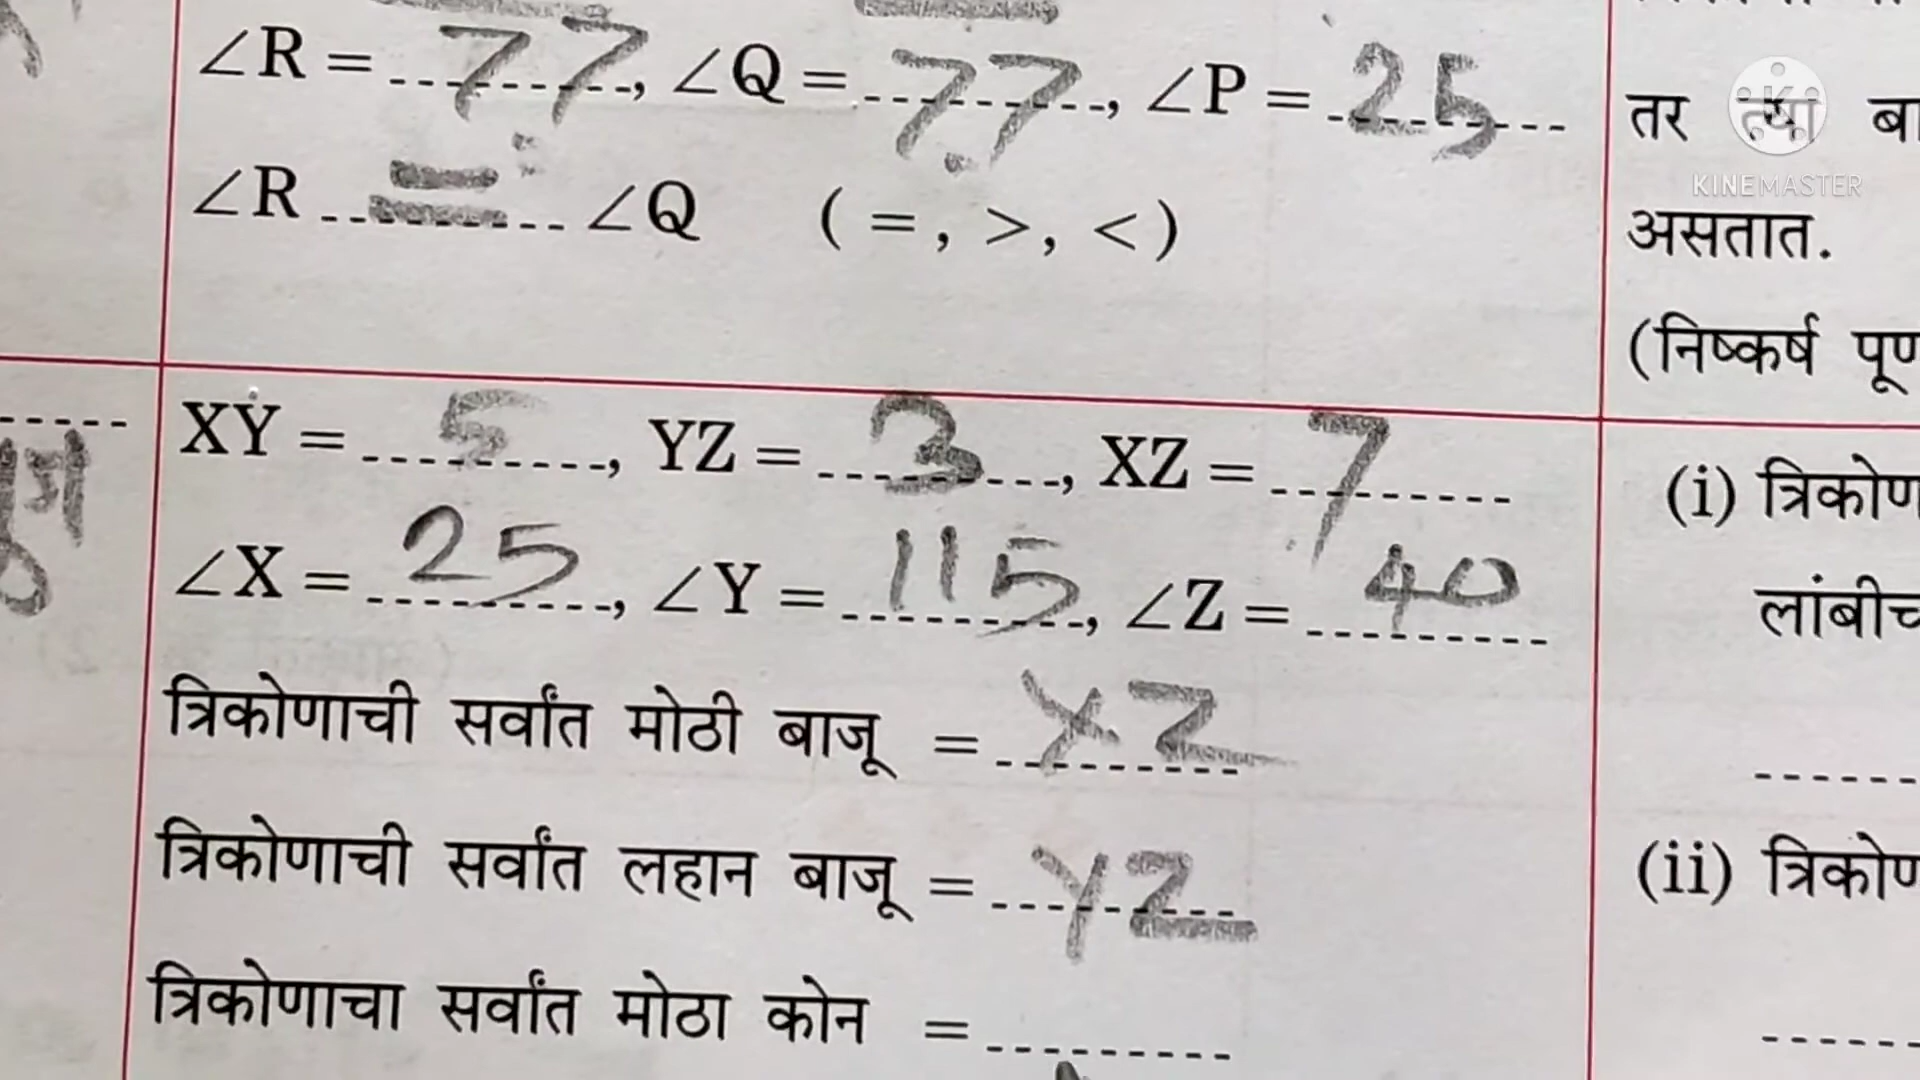 ∠R = 77, ∠Q = 77, ∠P = 25
∠R = ∠Q ( = , > , < )
तर त्या
KINEMASTER
असतात.
(निष्कर्ष
XY = 5, YZ = 3, XZ = 7
∠X = 25, ∠Y = 115, ∠Z = 40
त्रिकोणाची सर्वांत मोठी बाजू = XZ
त्रिकोणाची सर्वांत लहान बाजू = YZ
त्रिकोणाचा सर्वांत मोठा कोन =
(i)
(ii)